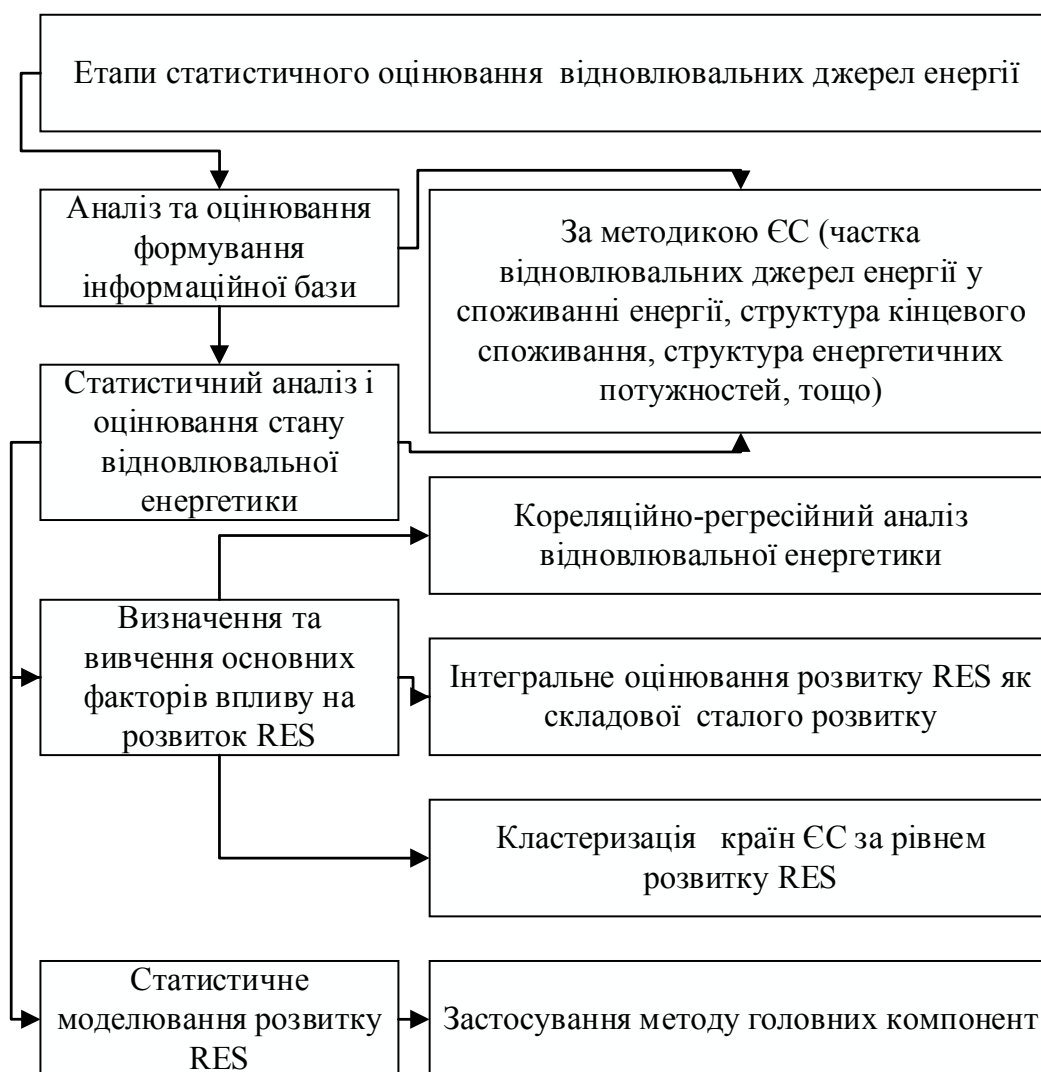 Етапи статистичного оцінювання відновлювальних джерел енергії
Аналіз та оцінювання
формування
інформаційної бази
За методикою ЄС (частка
відновлювальних джерел енергії у
споживанні енергії, структура кінцевого
споживання, структура енергетичних
потужностей, тощо)
Статистичний аналіз і
оцінювання стану
відновлювальної
енергетики
Кореляційно-регресійний аналіз
відновлювальної енергетики
Визначення та
вивчення основних
факторів впливу на
розвиток RES
Інтегральне оцінювання розвитку RES як
складової сталого розвитку
Кластеризація країн ЄС за рівнем
розвитку RES
Статистичне
моделювання розвитку
RES
Застосування методу головних компонент